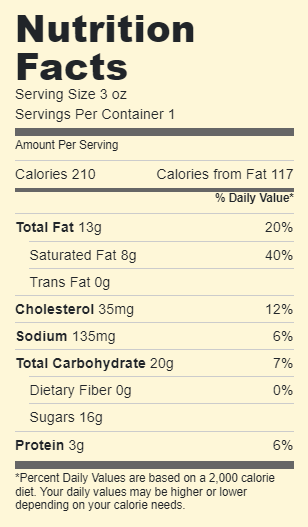 Nutrition
Facts
Serving Size 3 oz
Servings Per Container 1
Amount Per Serving
Calories 210 Calories from Fat 117
% Daily Value*
Total Fat 13g 20%
Saturated Fat 8g 40%
Trans Fat 0g
Cholesterol 35mg 12%
Sodium 135mg 6%
Total Carbohydrate 20g 7%
Dietary Fiber 0g 0%
Sugars 16g
Protein 3g 6%
*Percent Daily Values are based on a 2,000 calorie
diet. Your daily values may be higher or lower
depending on your calorie needs.